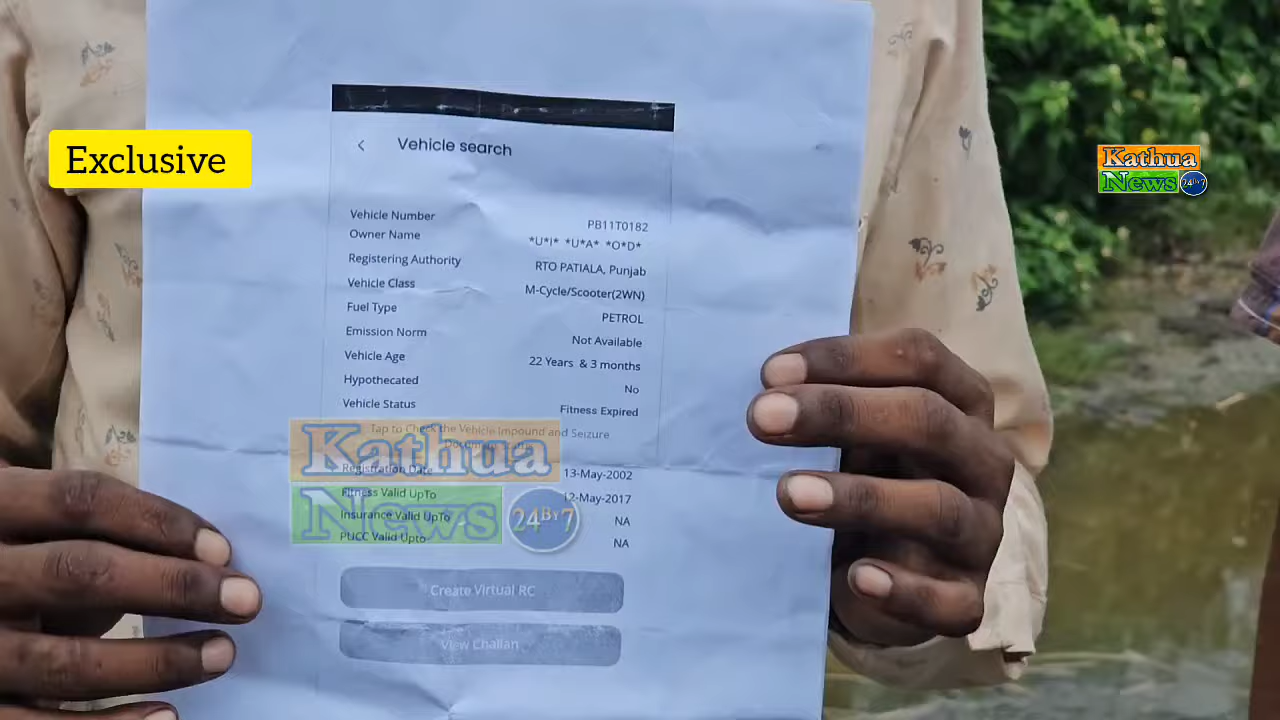 Exclusive
Kathua
News 24By7
Vehicle search
Vehicle Number PB11T0182
Owner Name *U*I* *U*A* *O*D*
Registering Authority RTO PATIALA, Punjab
Vehicle Class M-Cycle/Scooter(2WN)
Fuel Type PETROL
Emission Norm Not Available
Vehicle Age 22 Years & 3 months
Hypothecated No
Vehicle Status Fitness Expired
Tap to Check the Vehicle Impound and Seizure
Kathua
Registration Date 13-May-2002
Fitness Valid UpTo 12-May-2017
News 24By7
Insurance Valid UpTo NA
PUCC Valid Upto NA
Create Virtual RC
View Challan